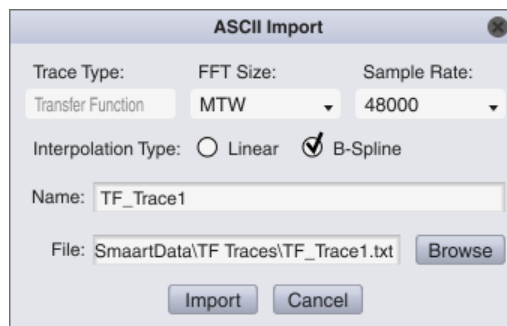 ASCII Import
Trace Type: FFT Size: Sample Rate:
Transfer Function MTW 48000
Interpolation Type: Linear B-Spline
Name: TF_Trace1
File: SmaartData\TF Traces\TF_Trace1.txt Browse
Import Cancel